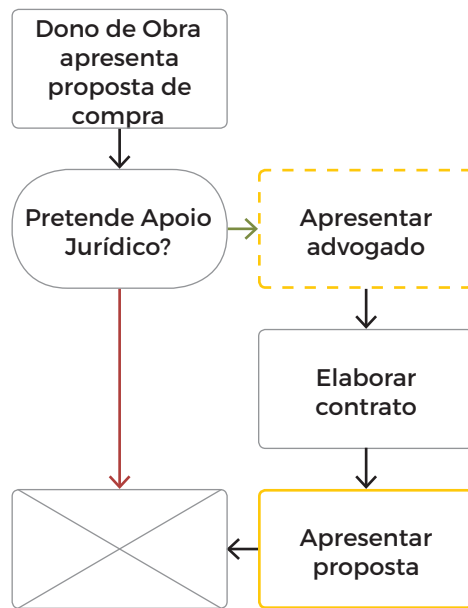 Dono de Obra
apresenta
proposta de
compra
Pretende Apoio
Jurídico?
Apresentar
advogado
Elaborar
contrato
Apresentar
proposta